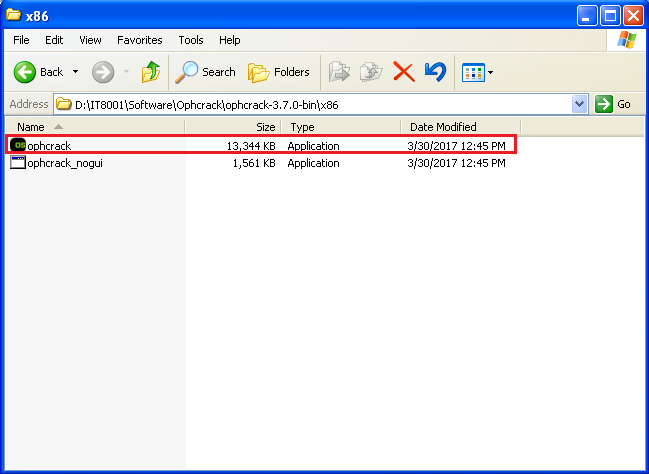 x86
File Edit View Favorites Tools Help
Back Search Folders
Address D:\IT8001\Software\Ophcrack\ophcrack-3.7.0-bin\x86 Go
Name Size Type Date Modified
OS ophcrack 13,344 KB Application 3/30/2017 12:45 PM
ophcrack_nogui 1,561 KB Application 3/30/2017 12:45 PM